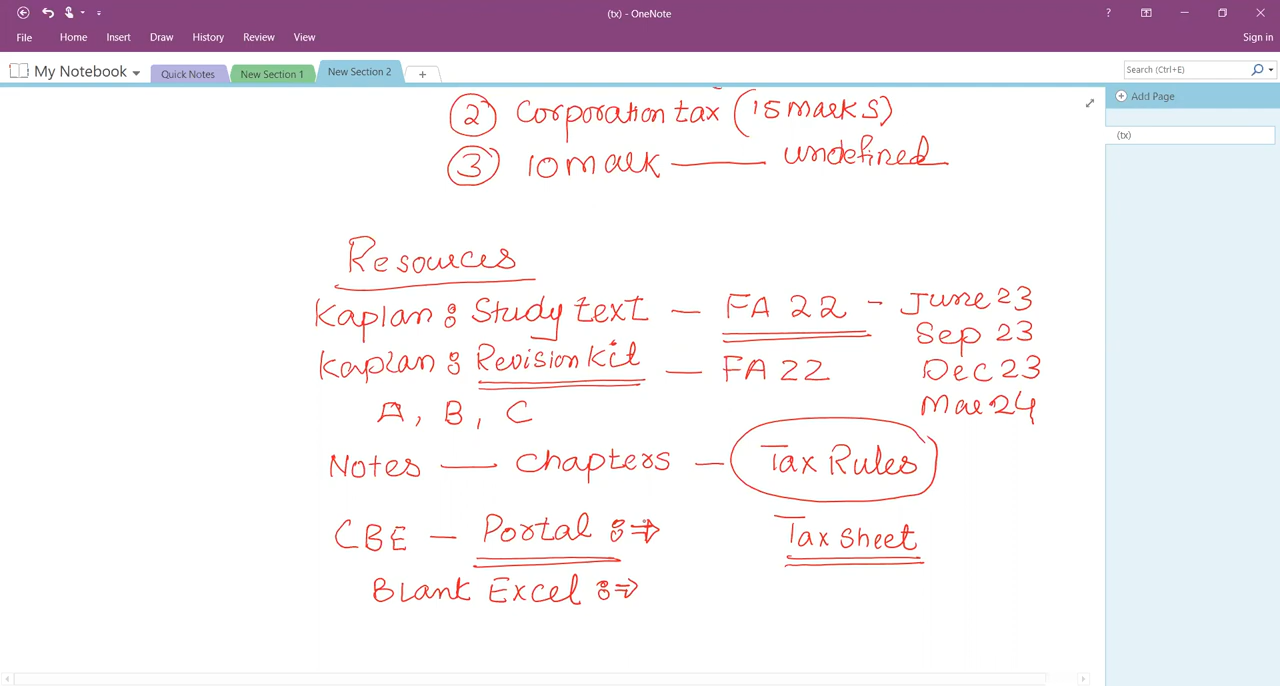 (tx) - OneNote
File Home Insert Draw History Review View Sign in
My Notebook Quick Notes New Section 1 New Section 2 Search (Ctrl+E)
Add Page
(tx)
2 Corporation tax (15 marks)
3 10 mark — undefined
Resources
Kaplan : Study text — FA 22 - June 23
Sep 23
Kaplan : Revision Kit — FA 22 Dec 23
A, B, C Mar 24
Notes — chapters — Tax Rules
CBE — Portal :⇒ Tax sheet
Blank Excel :⇒